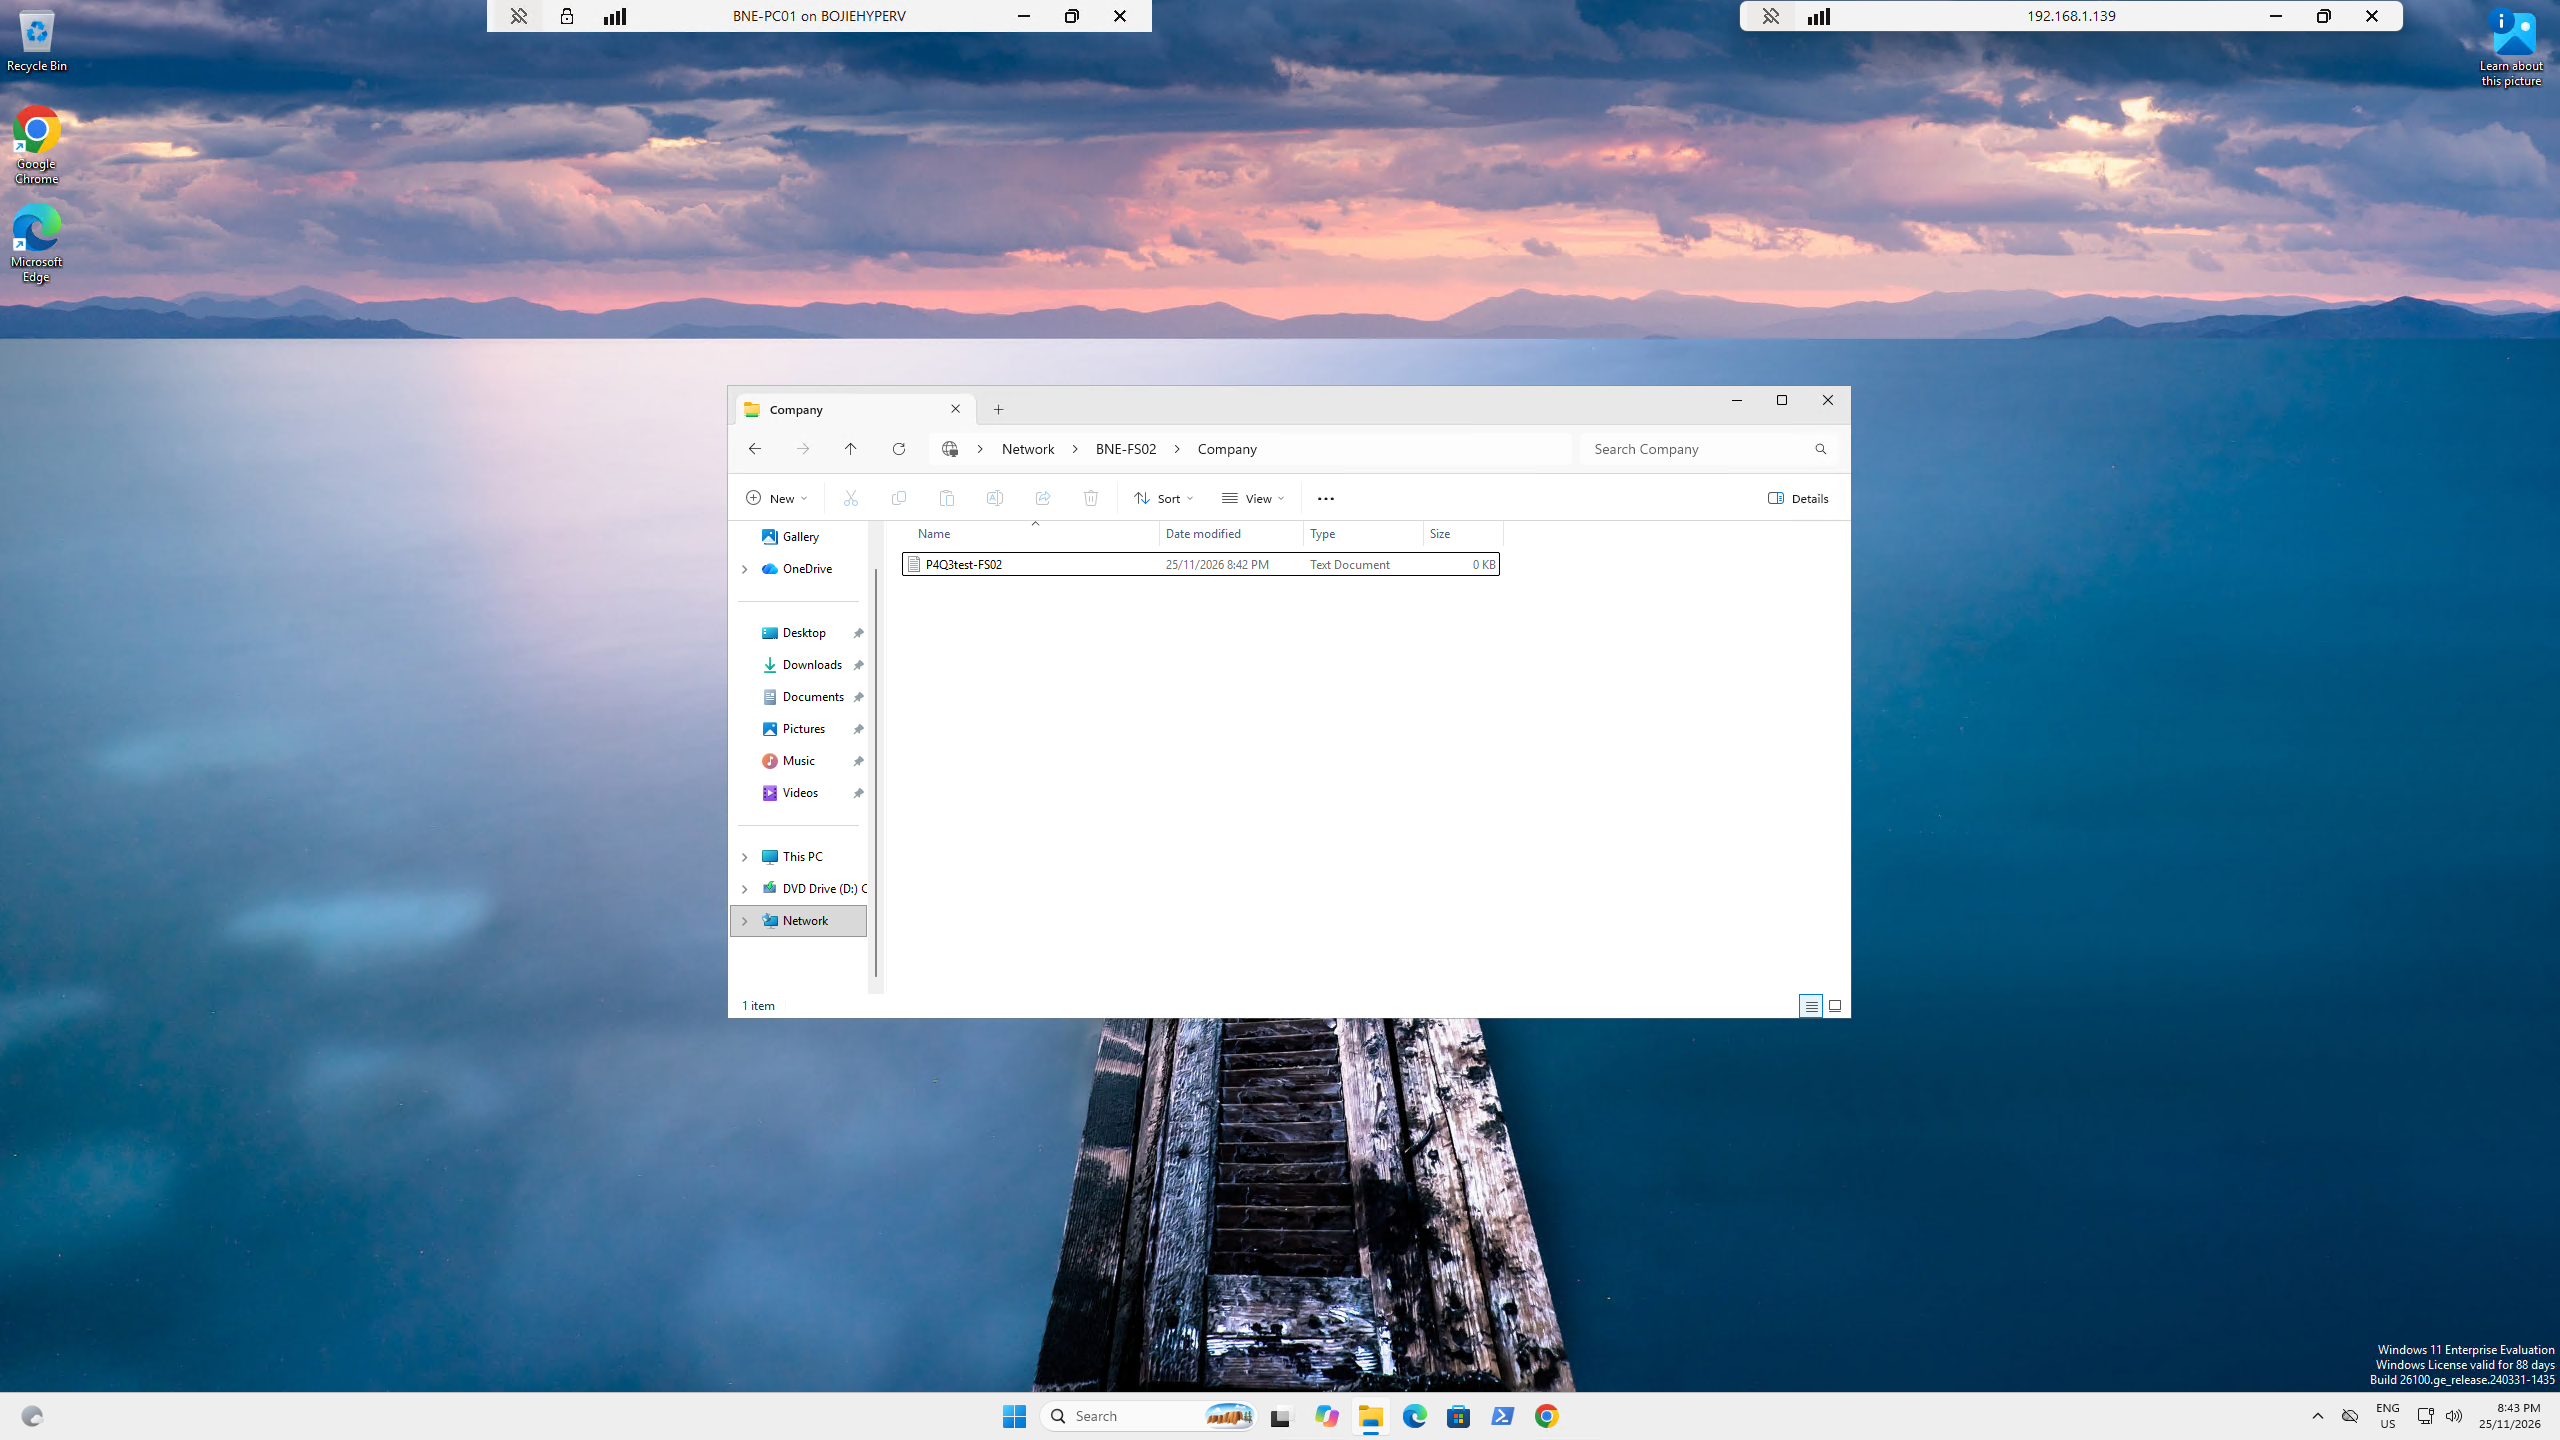 BNE-PC01 on BOJIEHYPERV
192.168.1.139
Recycle Bin
Learn about
this picture
Google
Chrome
Microsoft
Edge
Company
Network
BNE-FS02
Company
Search Company
New
Sort
View
Details
Name
Date modified
Type
Size
P4Q3test-FS02
25/11/2026 8:42 PM
Text Document
0 KB
Gallery
OneDrive
Desktop
Downloads
Documents
Pictures
Music
Videos
This PC
DVD Drive (D:) C
Network
1 item
Windows 11 Enterprise Evaluation
Windows License valid for 88 days
Build 26100.ge_release.240331-1435
Search
ENG
US
8:43 PM
25/11/2026